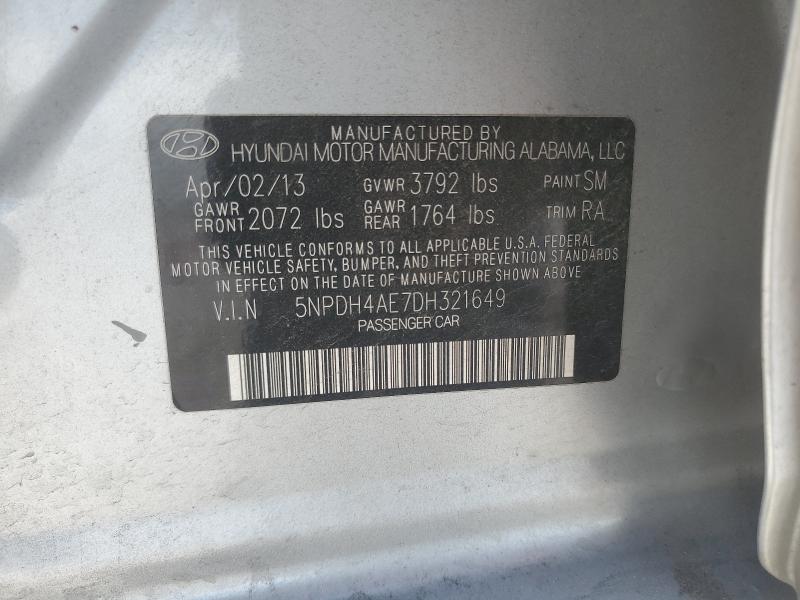 MANUFACTURED BY
HYUNDAI MOTOR MANUFACTURING ALABAMA, LLC
Apr/02/13 GVWR 3792 lbs PAINT SM
GAWR FRONT 2072 lbs GAWR REAR 1764 lbs TRIM RA
THIS VEHICLE CONFORMS TO ALL APPLICABLE U.S.A. FEDERAL
MOTOR VEHICLE SAFETY, BUMPER, AND THEFT PREVENTION STANDARDS
IN EFFECT ON THE DATE OF MANUFACTURE SHOWN ABOVE
V.I.N 5NPDH4AE7DH321649
PASSENGER CAR